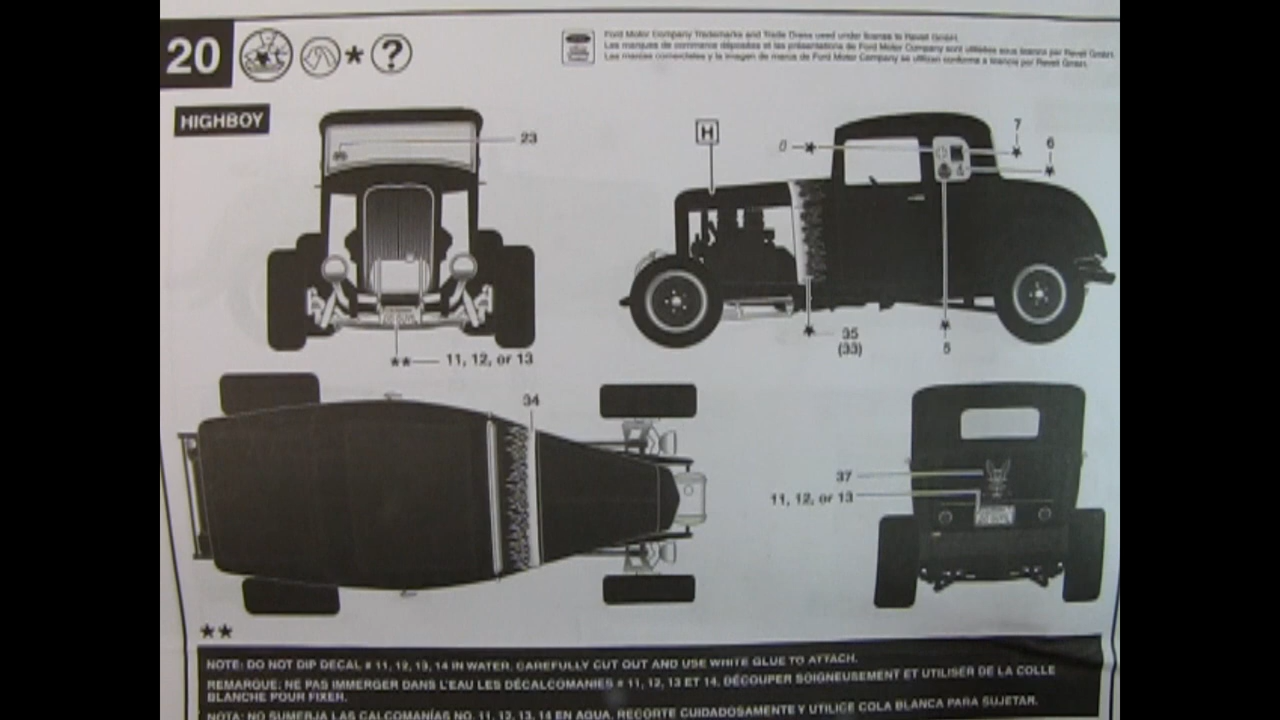 20
?
Ford Motor Company Trademarks and Trade Dress used under license to Revell GmbH.
Les marques de commerce déposées et les présentations de Ford Motor Company sont utilisées sous licence par Revell GmbH.
Las marcas comerciales y la imagen de marca de Ford Motor Company se utilizan conforme a licencia por Revell GmbH.
HIGHBOY
23
H
7
6
35
(33)
5
11, 12, or 13
34
37
11, 12, or 13
NOTE: DO NOT DIP DECAL # 11, 12, 13, 14 IN WATER. CAREFULLY CUT OUT AND USE WHITE GLUE TO ATTACH.
REMARQUE: NE PAS IMMERGER DANS L'EAU LES DÉCALCOMANIES # 11, 12, 13 ET 14. DÉCOUPER SOIGNEUSEMENT ET UTILISER DE LA COLLE
BLANCHE POUR FIXER.
NOTA: NO SUMERJA LAS CALCOMANÍAS NO. 11, 12, 13, 14 EN AGUA. RECORTE CUIDADOSAMENTE Y UTILICE COLA BLANCA PARA SUJETAR.